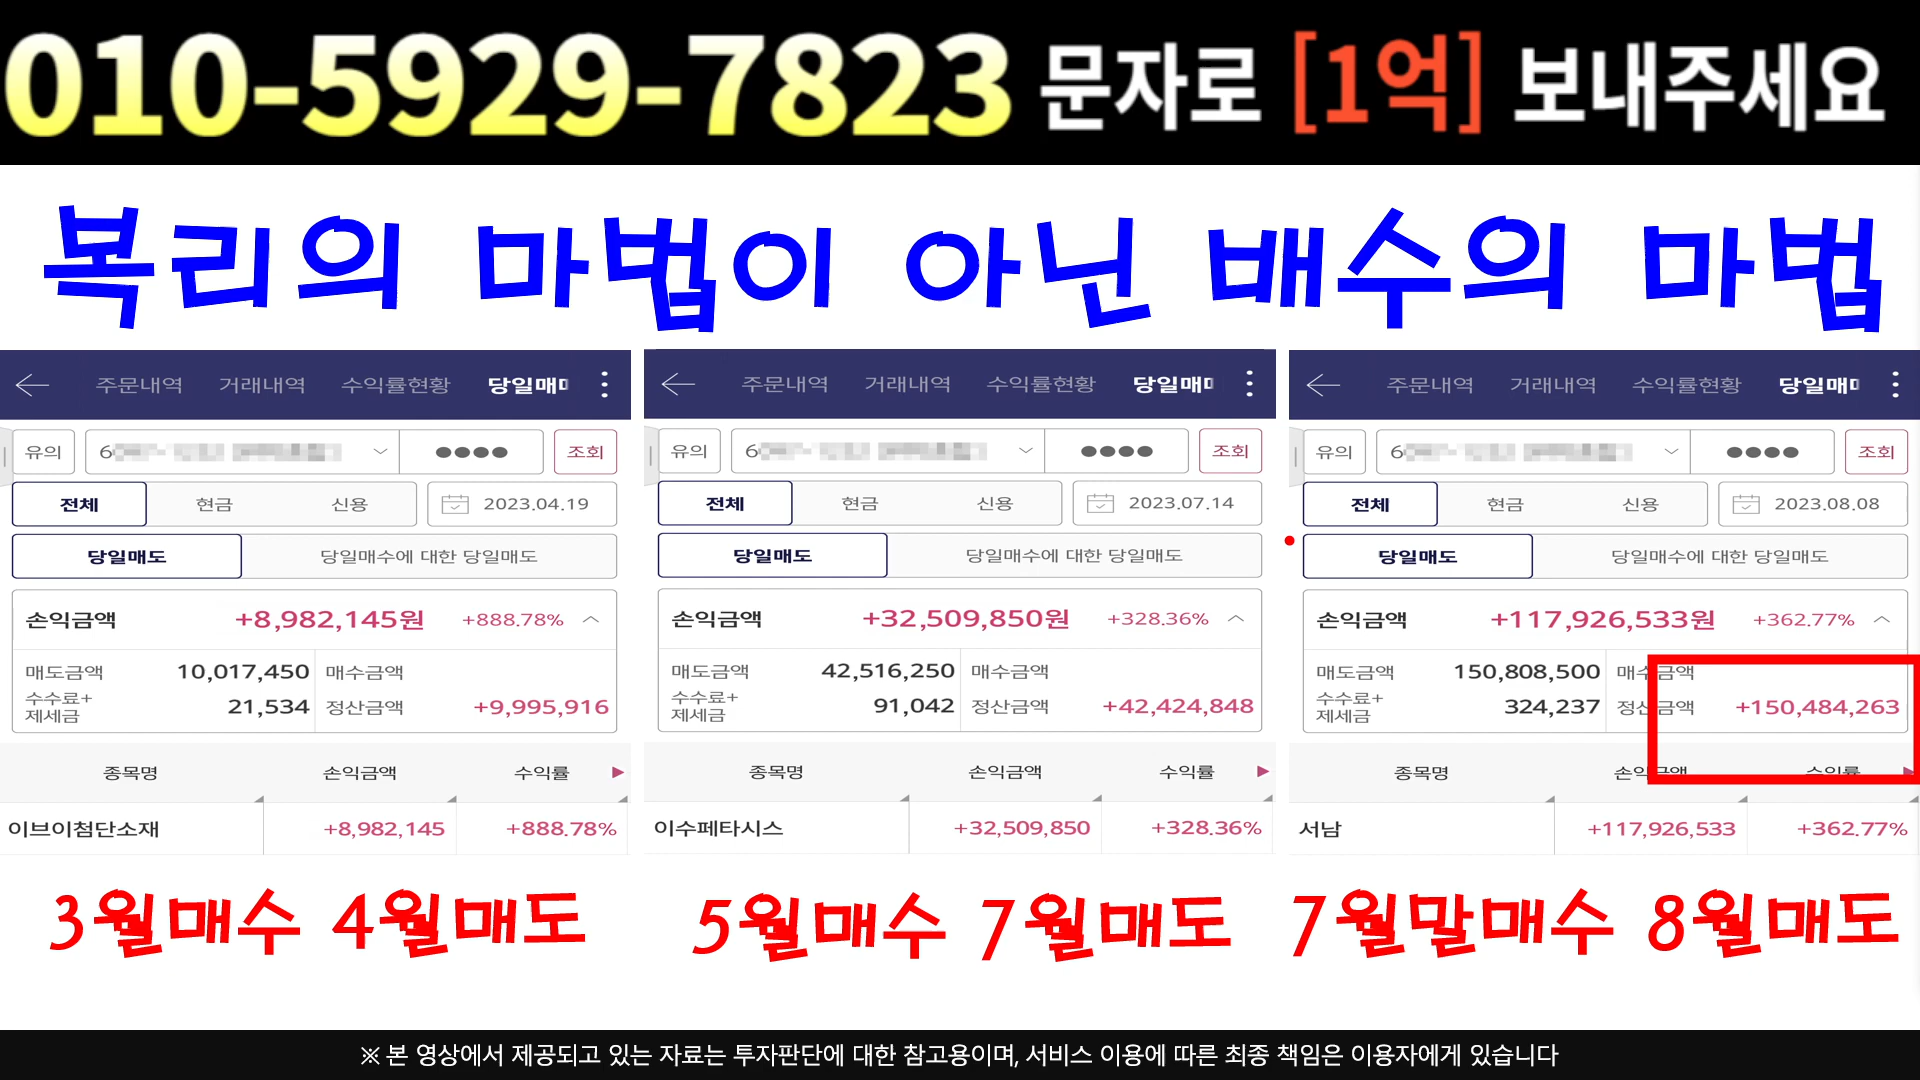 010-5929-7823 문자로 [1억] 보내주세요
복리의 마법이 아닌 배수의 마법
주문내역 거래내역 수익률현황 당일매매
유의 6 ●●●● 조회
전체 현금 신용 2023.04.19
당일매도 당일매수에 대한 당일매도
손익금액 +8,982,145원 +888.78%
매도금액 10,017,450 매수금액
수수료+
제세금 21,534 정산금액 +9,995,916
종목명 손익금액 수익률
이브이첨단소재 +8,982,145 +888.78%
3월매수 4월매도
주문내역 거래내역 수익률현황 당일매매
유의 6 ●●●● 조회
전체 현금 신용 2023.07.14
당일매도 당일매수에 대한 당일매도
손익금액 +32,509,850원 +328.36%
매도금액 42,516,250 매수금액
수수료+
제세금 91,042 정산금액 +42,424,848
종목명 손익금액 수익률
이수페타시스 +32,509,850 +328.36%
5월매수 7월매도
주문내역 거래내역 수익률현황 당일매매
유의 6 ●●●● 조회
전체 현금 신용 2023.08.08
당일매도 당일매수에 대한 당일매도
손익금액 +117,926,533원 +362.77%
매도금액 150,808,500 매수금액
수수료+
제세금 324,237 정산금액 +150,484,263
종목명 손익금액 수익률
서남 +117,926,533 +362.77%
7월말매수 8월매도
※ 본 영상에서 제공되고 있는 자료는 투자판단에 대한 참고용이며, 서비스 이용에 따른 최종 책임은 이용자에게 있습니다